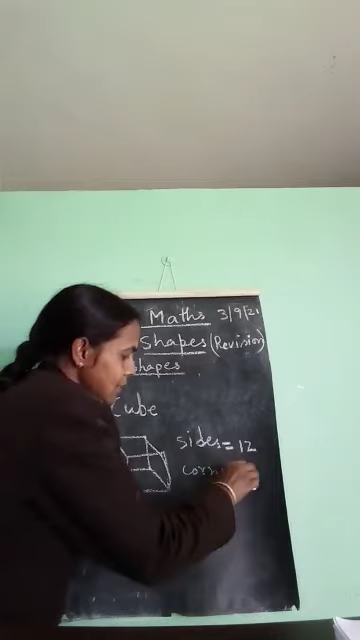 Maths 3/9/21
Shapes (Revision)
shapes
Cube
sides = 12